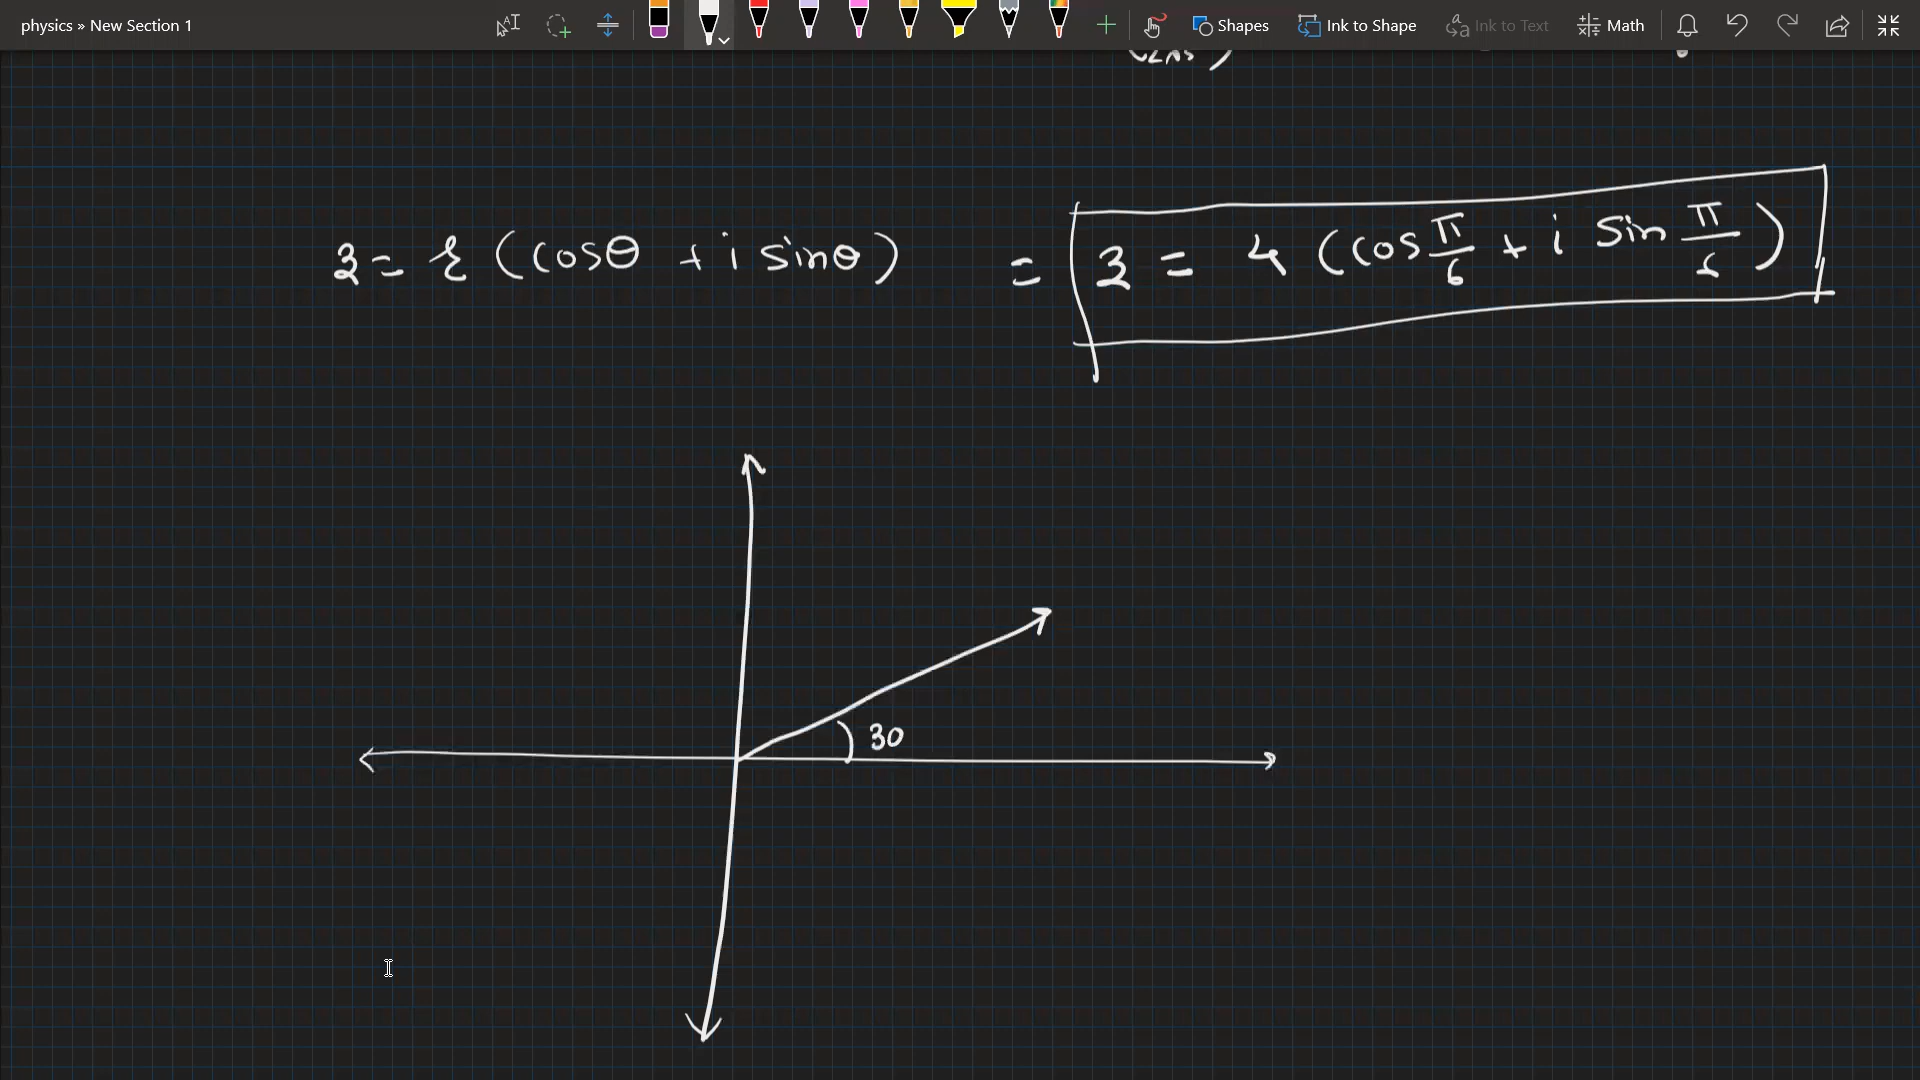 physics » New Section 1
Shapes
Ink to Shape
Ink to Text
Math
z = r (cosθ + i sinθ) = z = 4 (cos π/6 + i sin π/6)
30